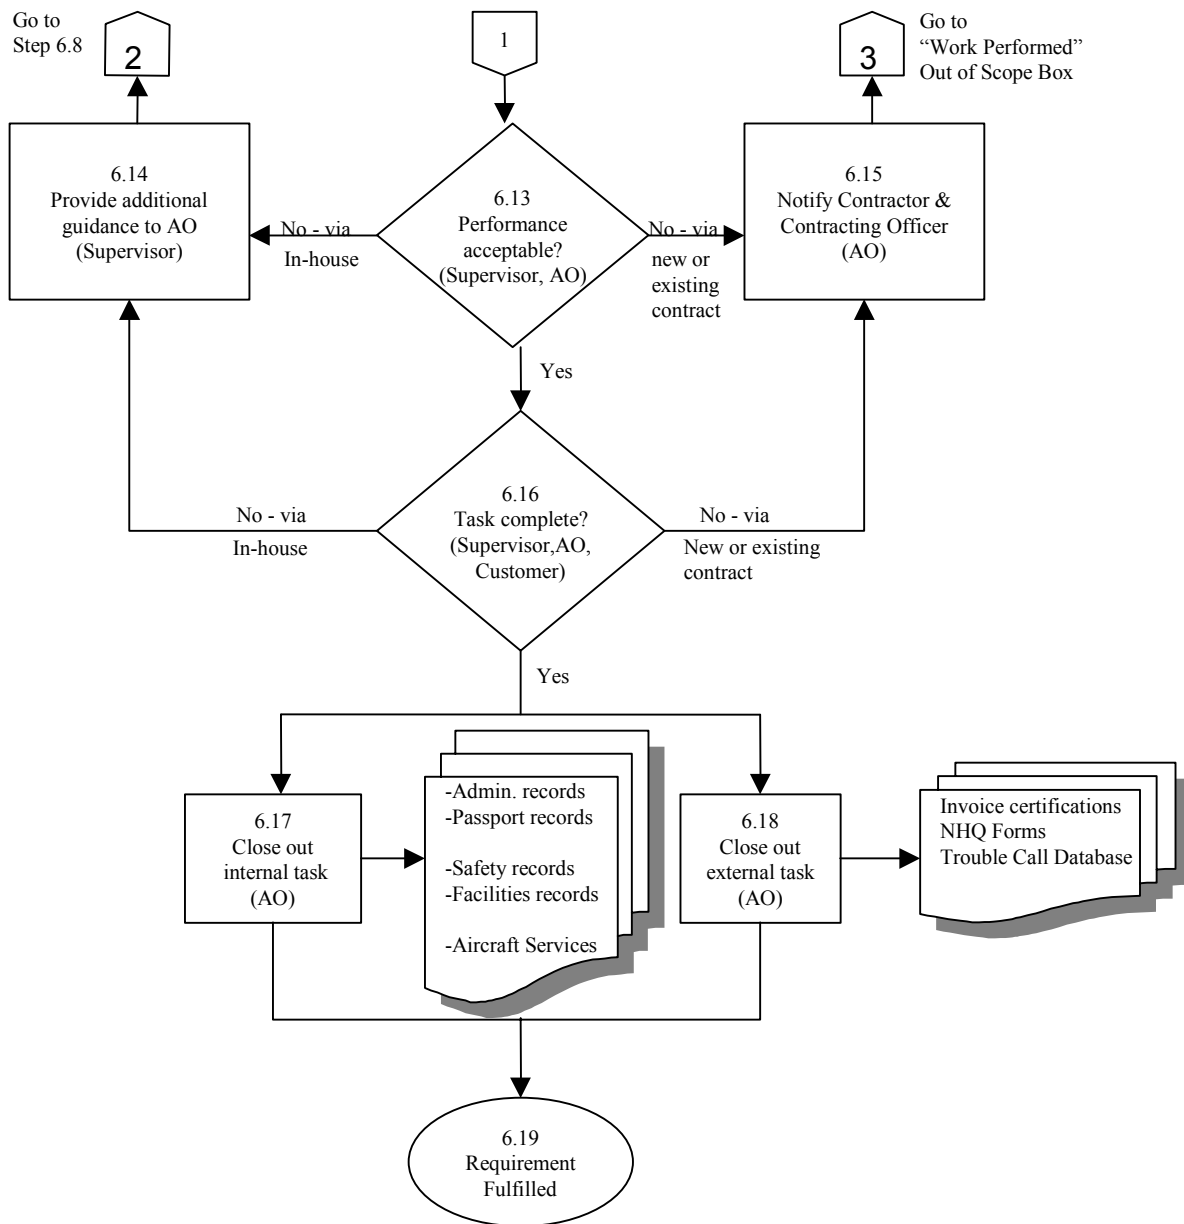 Go to
Step 6.8
2
1
3
Go to
“Work Performed”
Out of Scope Box
6.14
Provide additional
guidance to AO
(Supervisor)
6.13
Performance
acceptable?
(Supervisor, AO)
6.15
Notify Contractor &
Contracting Officer
(AO)
No - via
In-house
No - via
new or
existing
contract
Yes
6.16
Task complete?
(Supervisor,AO,
Customer)
No - via
In-house
No - via
New or existing
contract
Yes
6.17
Close out
internal task
(AO)
-Admin. records
-Passport records
-Safety records
-Facilities records
-Aircraft Services
6.18
Close out
external task
(AO)
Invoice certifications
NHQ Forms
Trouble Call Database
6.19
Requirement
Fulfilled